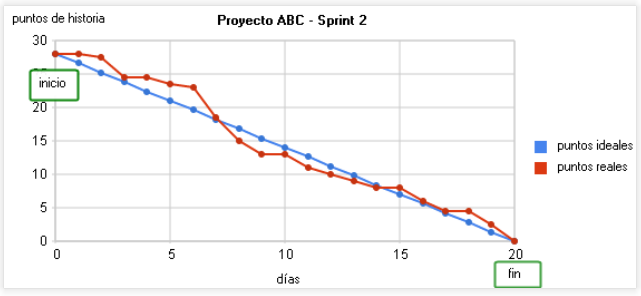 puntos de historia
Proyecto ABC - Sprint 2
30
inicio
20
15
10
5
0
0
5
10
15
20
días
fin
puntos ideales
puntos reales